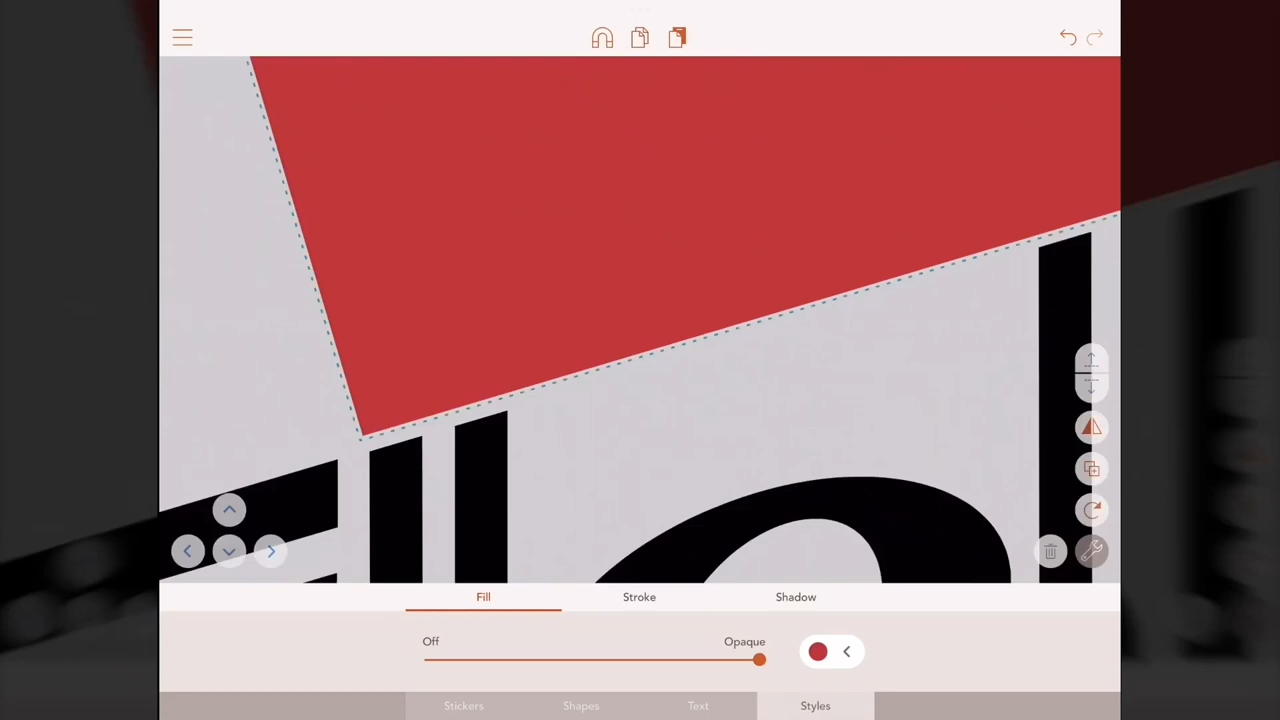 Fill
Stroke
Shadow
Off
Opaque
Stickers
Shapes
Text
Styles